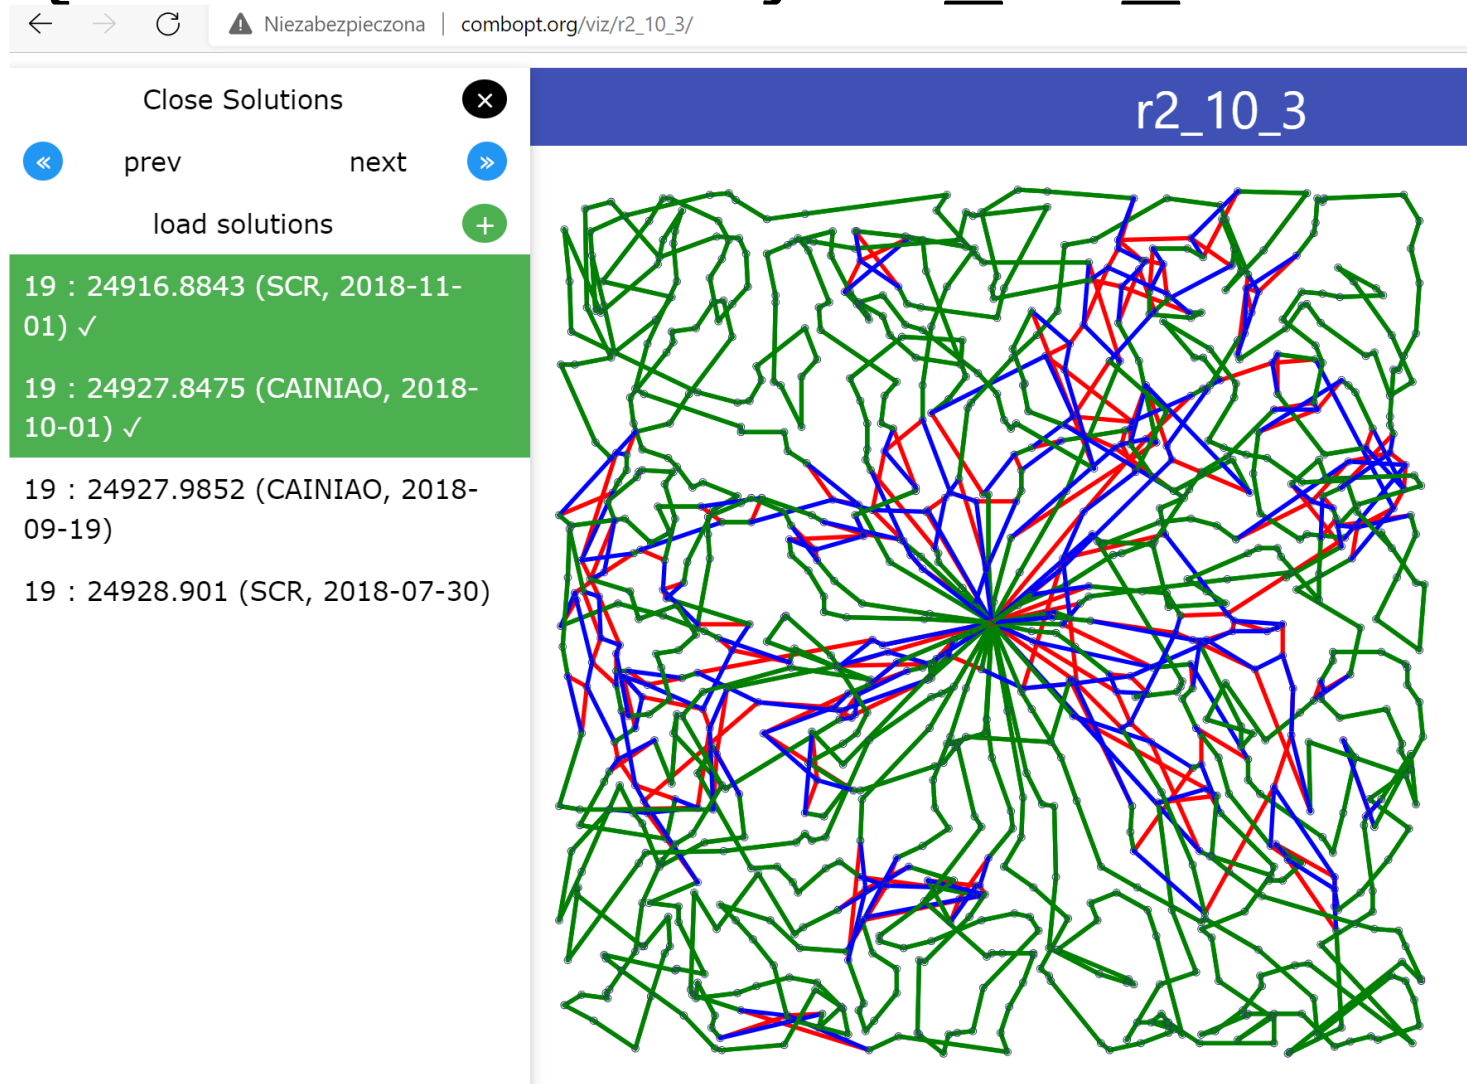 Niezabezpieczona | combopt.org/viz/r2_10_3/
Close Solutions
r2_10_3
prev next
load solutions
19 : 24916.8843 (SCR, 2018-11-
01) ✓
19 : 24927.8475 (CAINIAO, 2018-
10-01) ✓
19 : 24927.9852 (CAINIAO, 2018-
09-19)
19 : 24928.901 (SCR, 2018-07-30)